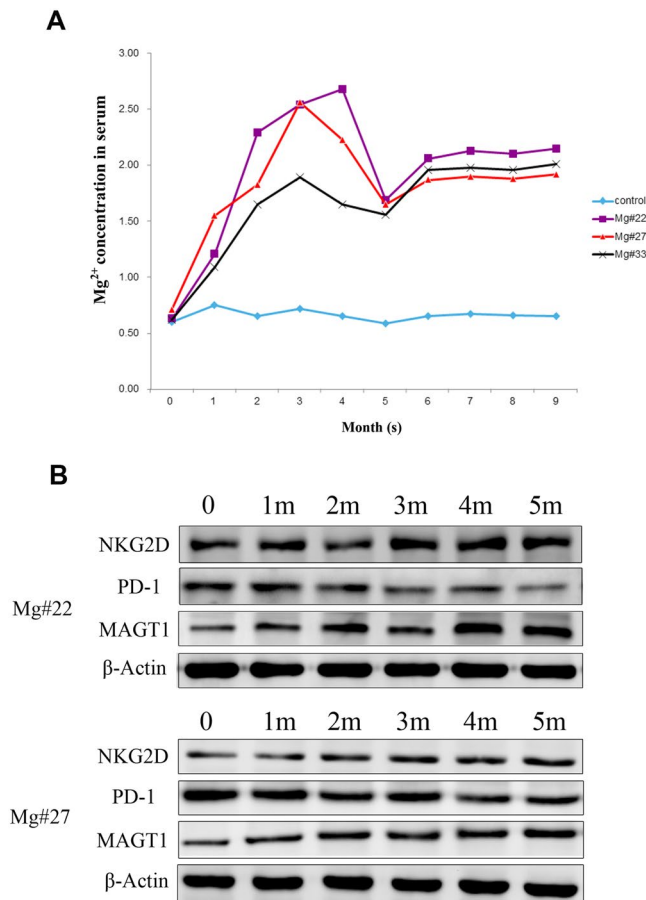 A
Mg2+ concentration in serum
3.00
2.50
2.00
1.50
1.00
0.50
0.00
0 1 2 3 4 5 6 7 8 9
Month (s)
control
Mg#22
Mg#27
Mg#33
B
0 1m 2m 3m 4m 5m
Mg#22
NKG2D
PD-1
MAGT1
β-Actin
0 1m 2m 3m 4m 5m
Mg#27
NKG2D
PD-1
MAGT1
β-Actin